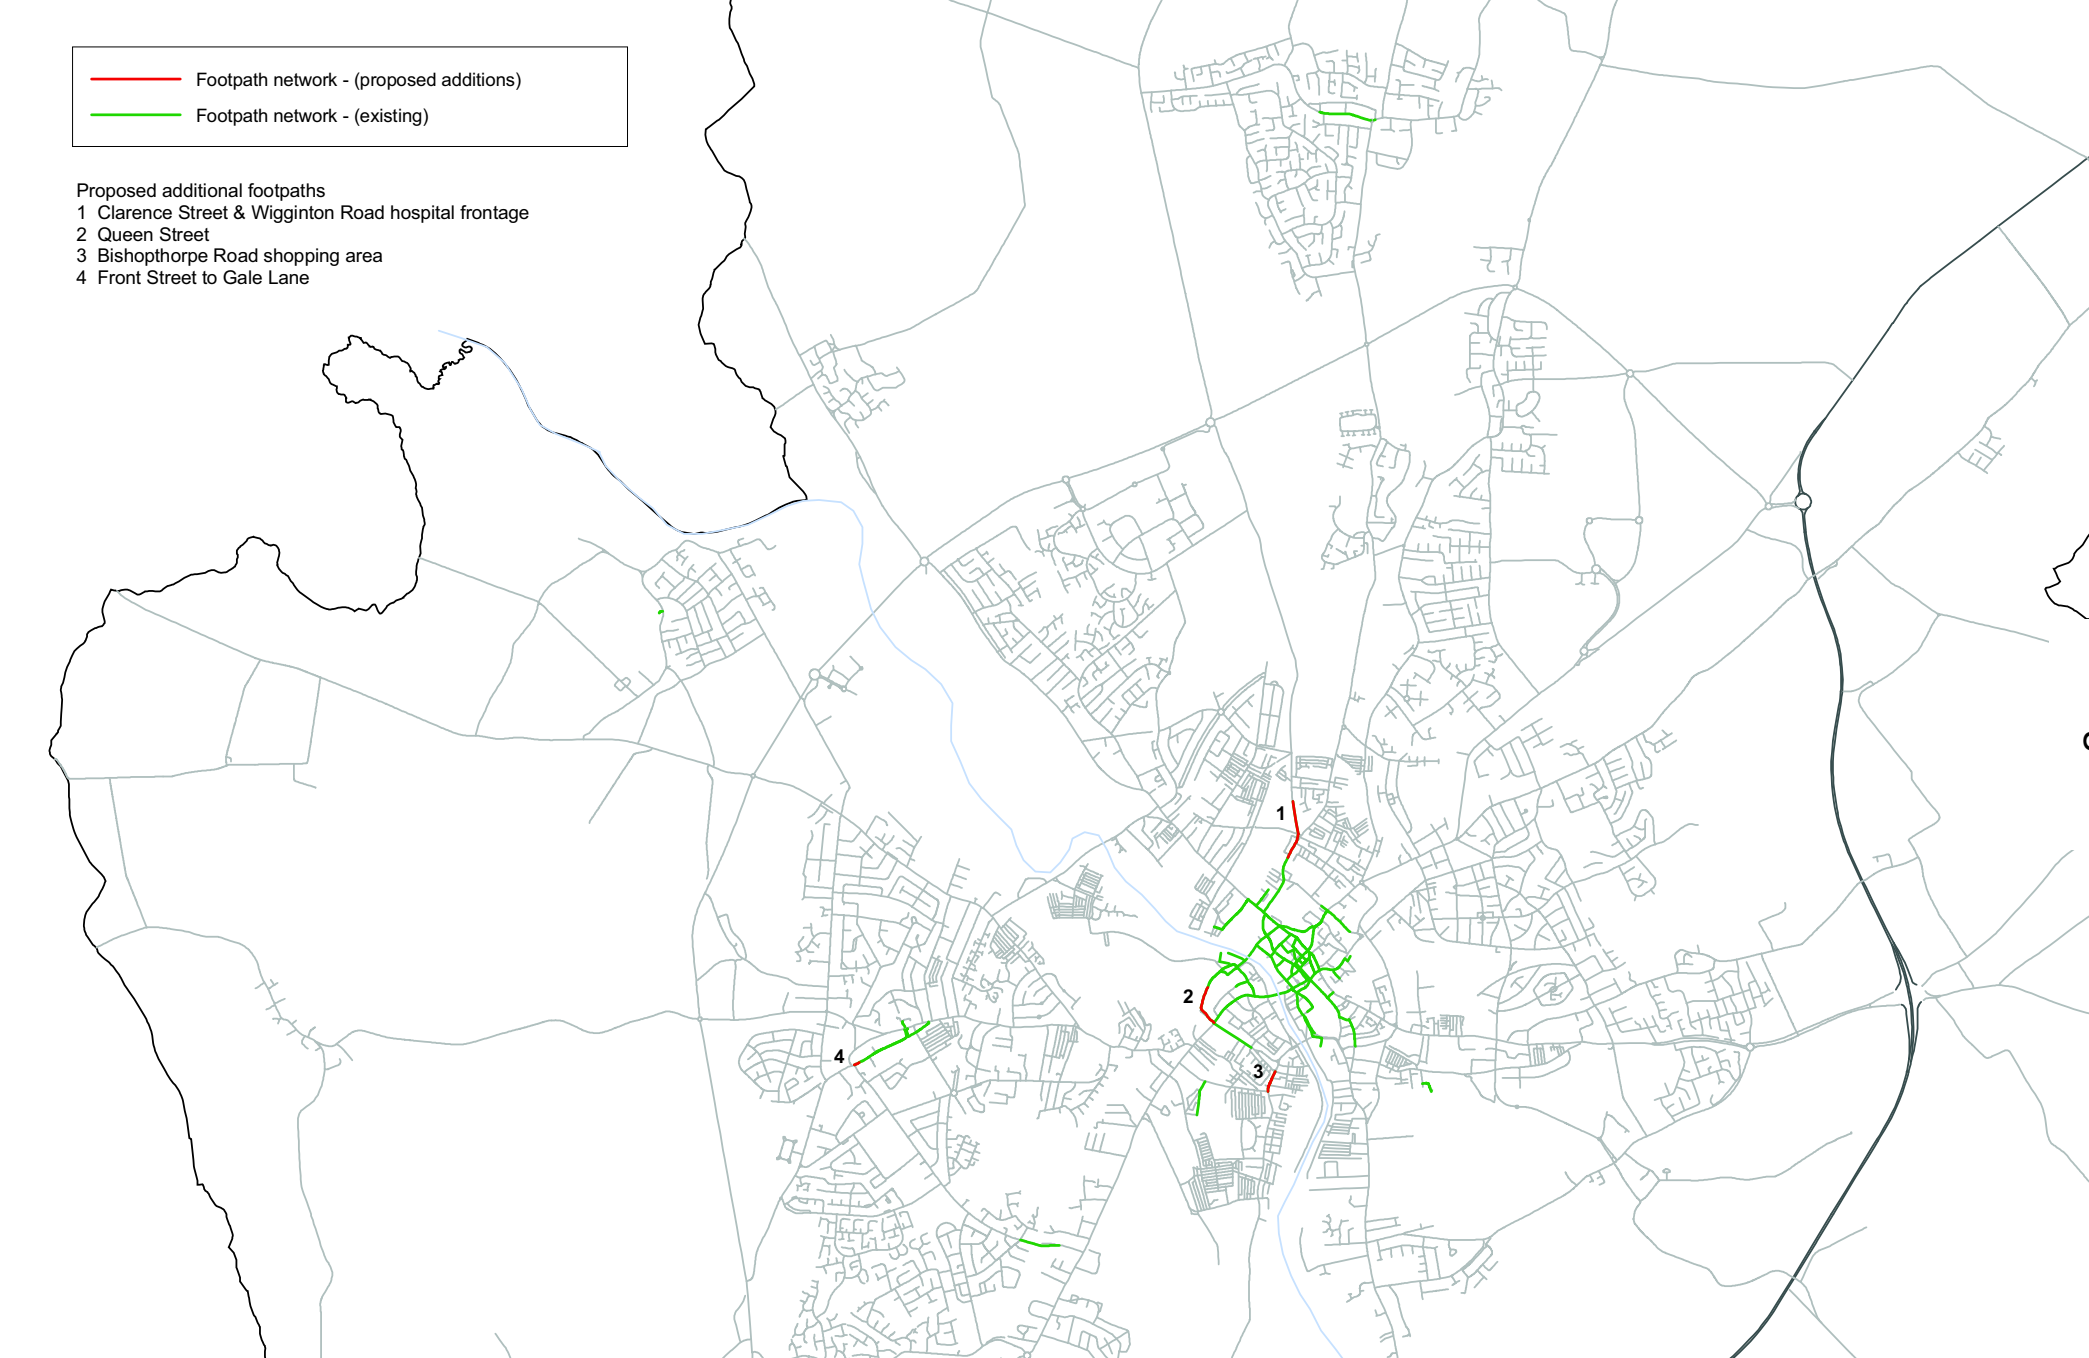 Footpath network - (proposed additions)
Footpath network - (existing)
Proposed additional footpaths
1 Clarence Street & Wigginton Road hospital frontage
2 Queen Street
3 Bishopthorpe Road shopping area
4 Front Street to Gale Lane
1
2
4
3